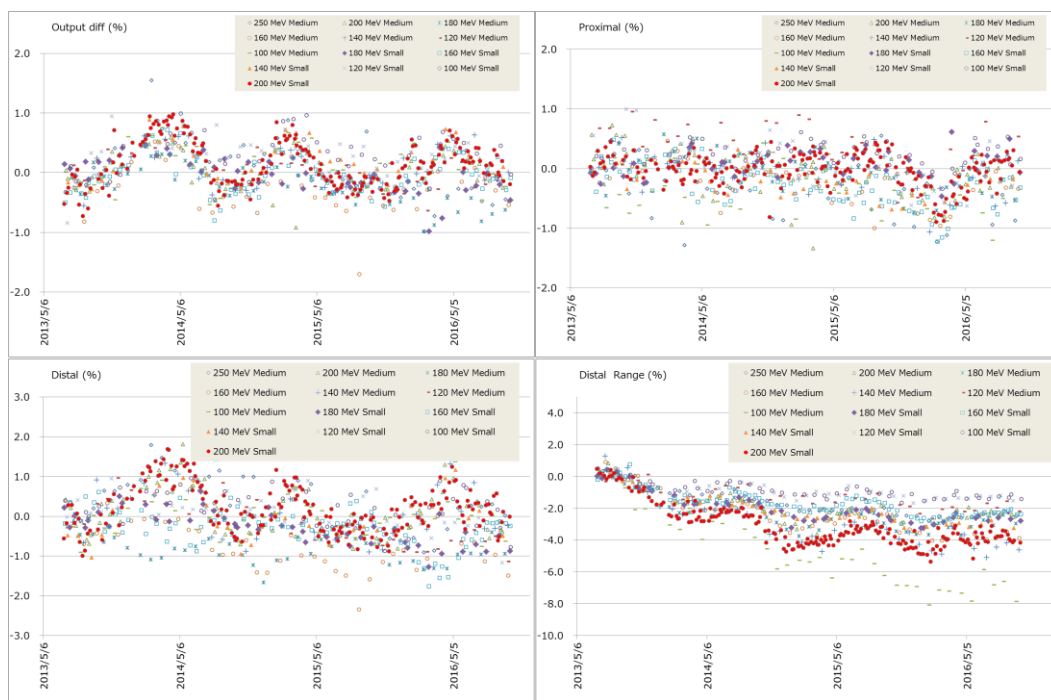 Output diff (%)
250 MeV Medium 200 MeV Medium 180 MeV Medium
160 MeV Medium 140 MeV Medium 120 MeV Medium
100 MeV Medium 180 MeV Small 160 MeV Small
140 MeV Small 120 MeV Small 100 MeV Small
200 MeV Small
2.0
1.0
0.0
-1.0
-2.0
2013/5/6 2014/5/6 2015/5/6 2016/5/5
Proximal (%)
250 MeV Medium 200 MeV Medium 180 MeV Medium
160 MeV Medium 140 MeV Medium 120 MeV Medium
100 MeV Medium 180 MeV Small 160 MeV Small
140 MeV Small 120 MeV Small 100 MeV Small
200 MeV Small
2.0
1.0
0.0
-1.0
-2.0
2013/5/6 2014/5/6 2015/5/6 2016/5/5
Distal (%)
250 MeV Medium 200 MeV Medium 180 MeV Medium
160 MeV Medium 140 MeV Medium 120 MeV Medium
100 MeV Medium 180 MeV Small 160 MeV Small
140 MeV Small 120 MeV Small 100 MeV Small
200 MeV Small
3.0
2.0
1.0
0.0
-1.0
-2.0
-3.0
2013/5/6 2014/5/6 2015/5/6 2016/5/5
Distal Range (%)
250 MeV Medium 200 MeV Medium 180 MeV Medium
160 MeV Medium 140 MeV Medium 120 MeV Medium
100 MeV Medium 180 MeV Small 160 MeV Small
140 MeV Small 120 MeV Small 100 MeV Small
200 MeV Small
4.0
2.0
0.0
-2.0
-4.0
-6.0
-8.0
-10.0
2013/5/6 2014/5/6 2015/5/6 2016/5/5